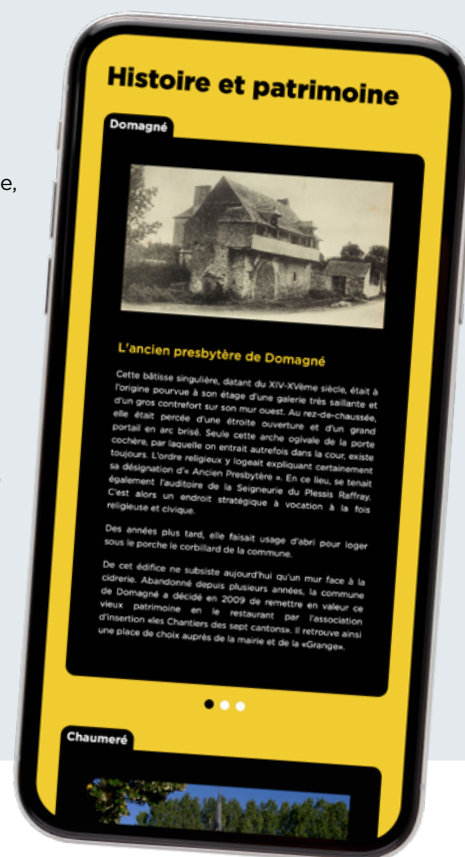 e,
Histoire et patrimoine
Domagné
L'ancien presbytère de Domagné
Cette bâtisse singulière, datant du XIV-XVème siècle, était à
l'origine pourvue à son étage d'une galerie très saillante et
d'un gros contrefort sur son mur ouest. Au rez-de-chaussée,
elle était percée d'une étroite ouverture et d'un grand
portail en arc brisé. Seule cette arche ogivale de la porte
cochère, par laquelle on entrait autrefois dans la cour, existe
toujours. L'ordre religieux y logeait expliquant certainement
sa désignation d'« Ancien Presbytère ». En ce lieu, se tenait
également l'auditoire de la Seigneurie du Plessis Raffray.
C'est alors un endroit stratégique à vocation à la fois
religieuse et civique.
Des années plus tard, elle faisait usage d'abri pour loger
sous le porche le corbillard de la commune.
De cet édifice ne subsiste aujourd'hui qu'un mur face à la
cidrerie. Abandonné depuis plusieurs années, la commune
de Domagné a décidé en 2009 de remettre en valeur ce
vieux patrimoine en le restaurant par l'association
d'insertion «les Chantiers des sept cantons». Il retrouve ainsi
une place de choix auprès de la mairie et de la «Grange».
Chaumeré